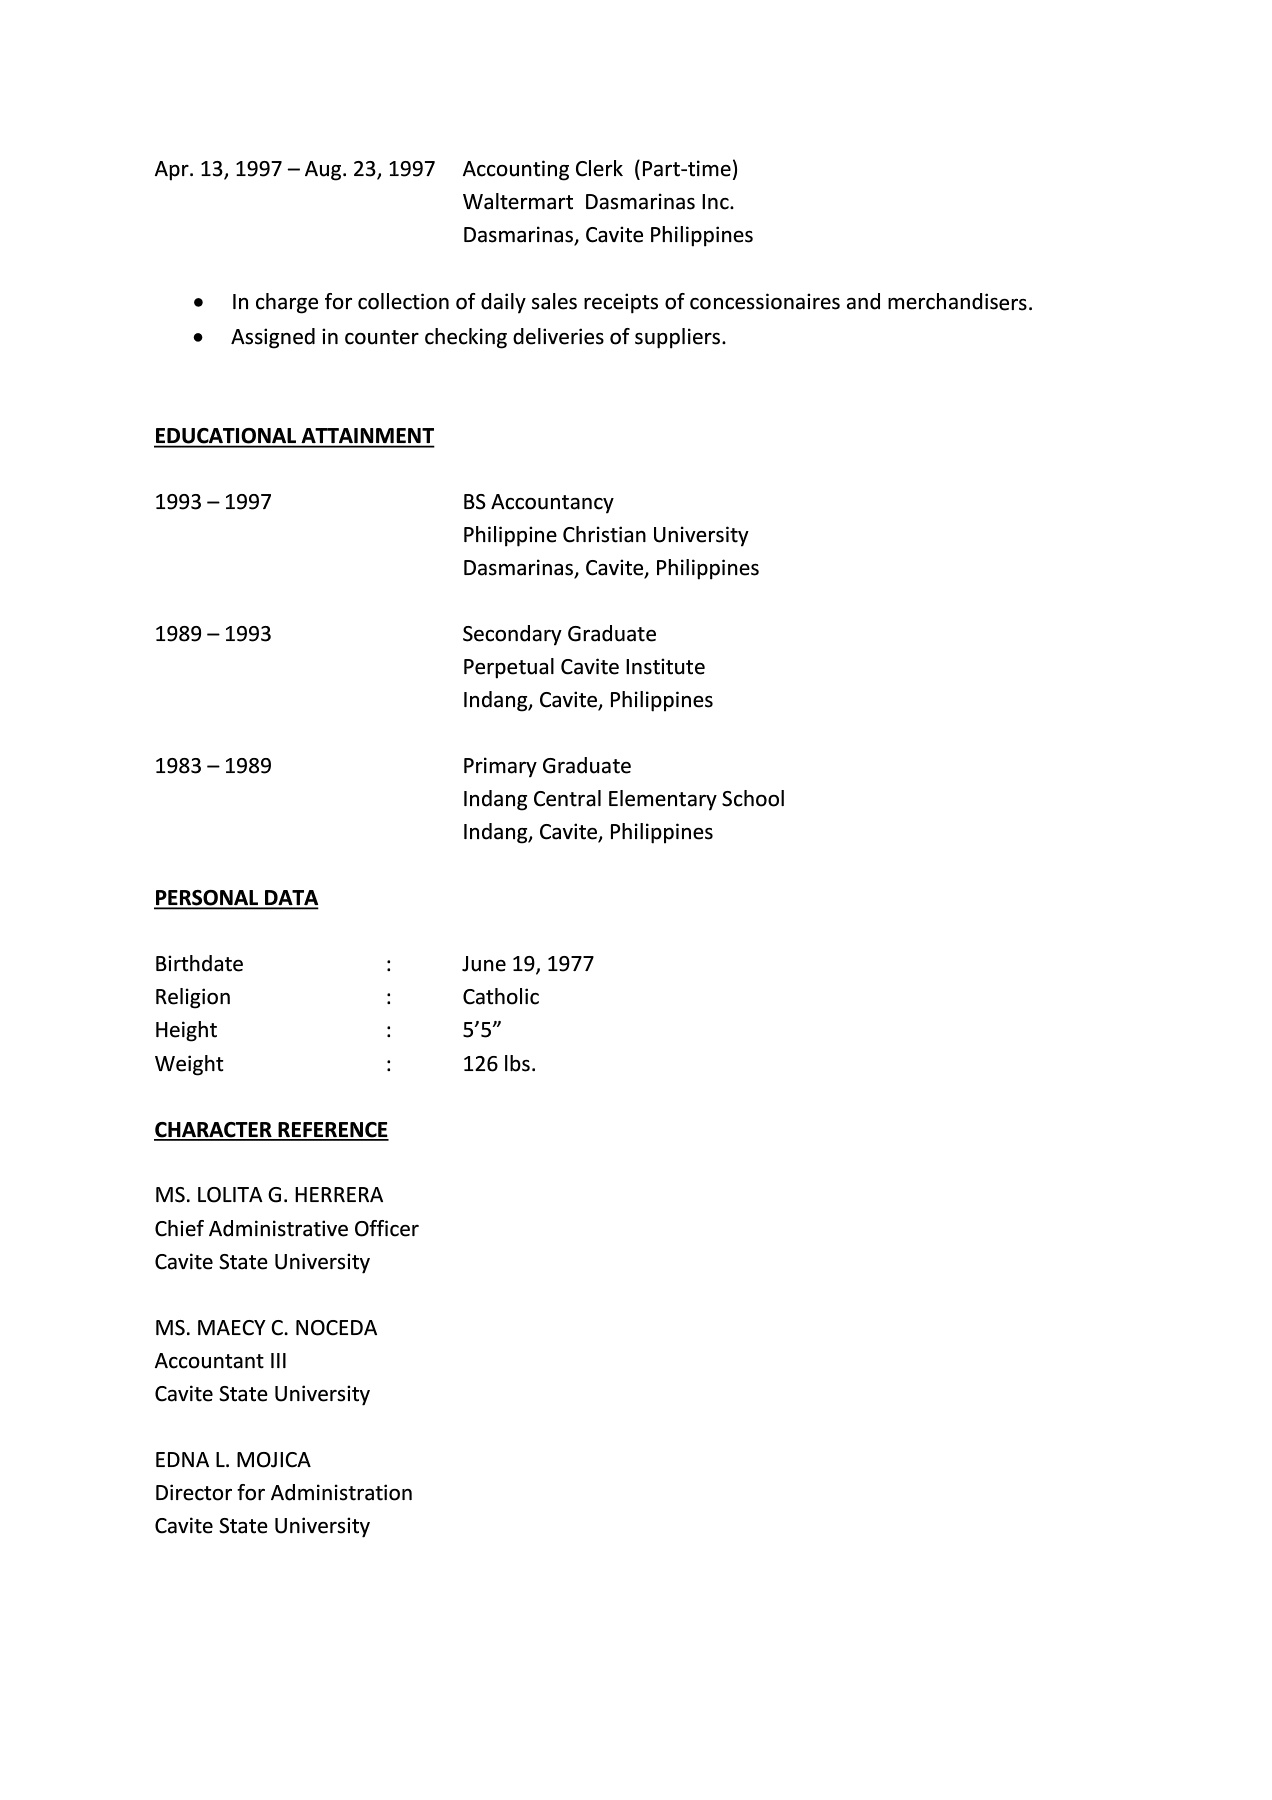 Apr. 13, 1997 – Aug. 23, 1997 Accounting Clerk (Part-time)
Waltermart Dasmarinas Inc.
Dasmarinas, Cavite Philippines
• In charge for collection of daily sales receipts of concessionaires and merchandisers.
• Assigned in counter checking deliveries of suppliers.
EDUCATIONAL ATTAINMENT
1993 – 1997 BS Accountancy
Philippine Christian University
Dasmarinas, Cavite, Philippines
1989 – 1993 Secondary Graduate
Perpetual Cavite Institute
Indang, Cavite, Philippines
1983 – 1989 Primary Graduate
Indang Central Elementary School
Indang, Cavite, Philippines
PERSONAL DATA
Birthdate : June 19, 1977
Religion : Catholic
Height : 5’5”
Weight : 126 lbs.
CHARACTER REFERENCE
MS. LOLITA G. HERRERA
Chief Administrative Officer
Cavite State University
MS. MAECY C. NOCEDA
Accountant III
Cavite State University
EDNA L. MOJICA
Director for Administration
Cavite State University